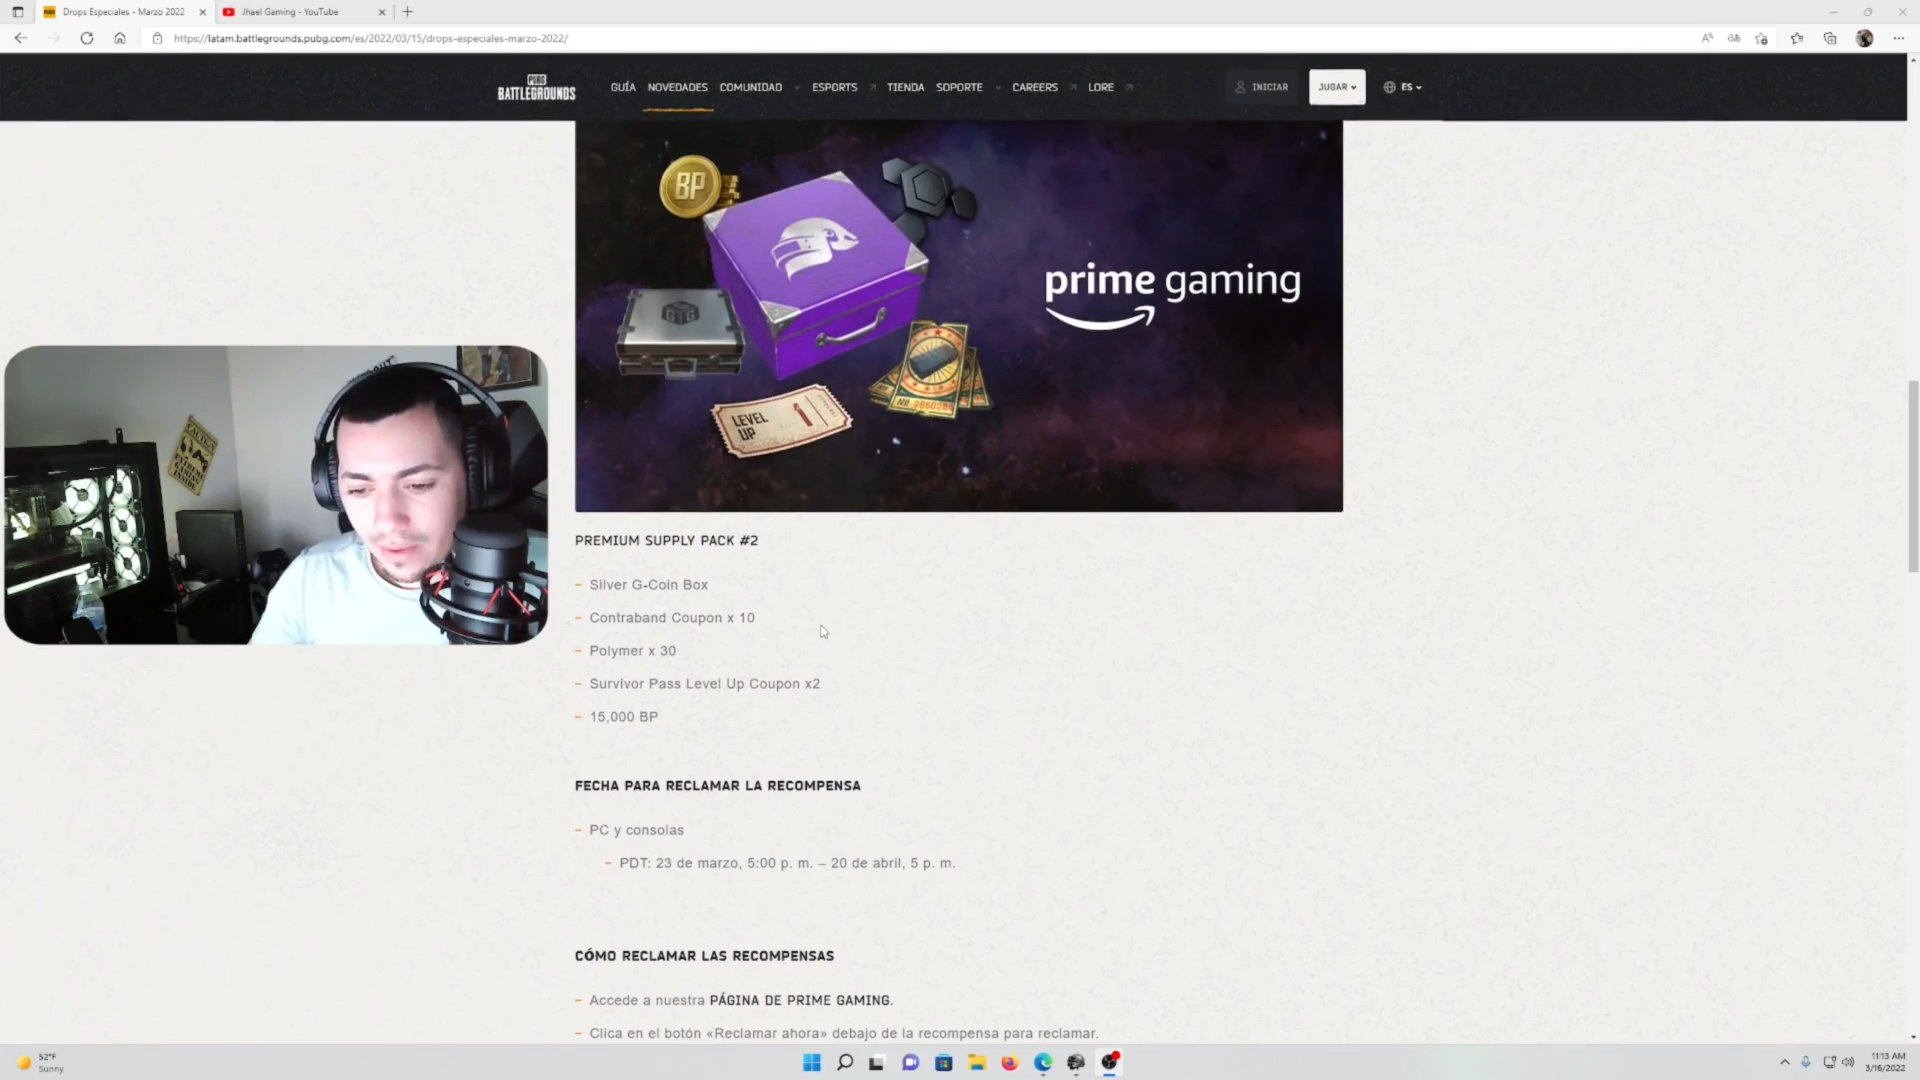 Drops Especiales - Marzo 2022
Jhael Gaming - YouTube
https://latam.battlegrounds.pubg.com/es/2022/03/15/drops-especiales-marzo-2022/
PUBG
BATTLEGROUNDS
GUÍA NOVEDADES COMUNIDAD ESPORTS TIENDA SOPORTE CAREERS LORE
INICIAR
JUGAR
ES
BP
prime gaming
LEVEL
UP
CAUTION
EXTREME
GAMING
INSIDE
PREMIUM SUPPLY PACK #2
– Silver G-Coin Box
– Contraband Coupon x 10
– Polymer x 30
– Survivor Pass Level Up Coupon x2
– 15,000 BP
FECHA PARA RECLAMAR LA RECOMPENSA
– PC y consolas
– PDT: 23 de marzo, 5:00 p. m. – 20 de abril, 5 p. m.
CÓMO RECLAMAR LAS RECOMPENSAS
– Accede a nuestra PÁGINA DE PRIME GAMING.
– Clica en el botón «Reclamar ahora» debajo de la recompensa para reclamar.
52°F
Sunny
11:13 AM
3/16/2022